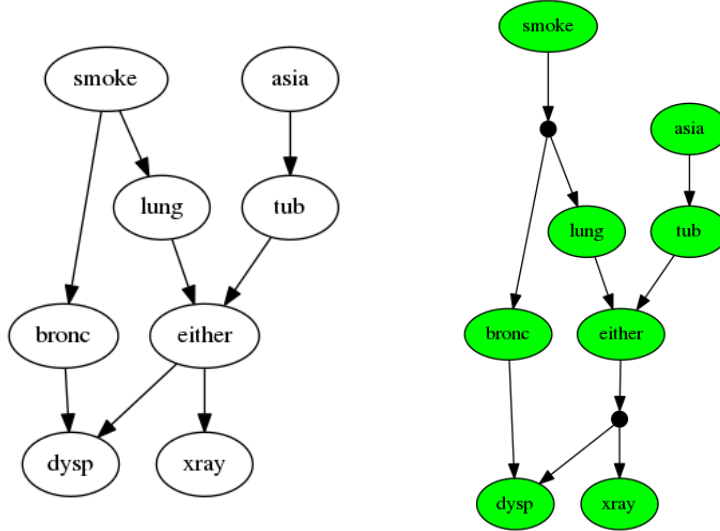 smoke
asia
lung
tub
bronc
either
dysp
xray
smoke
asia
lung
tub
bronc
either
dysp
xray